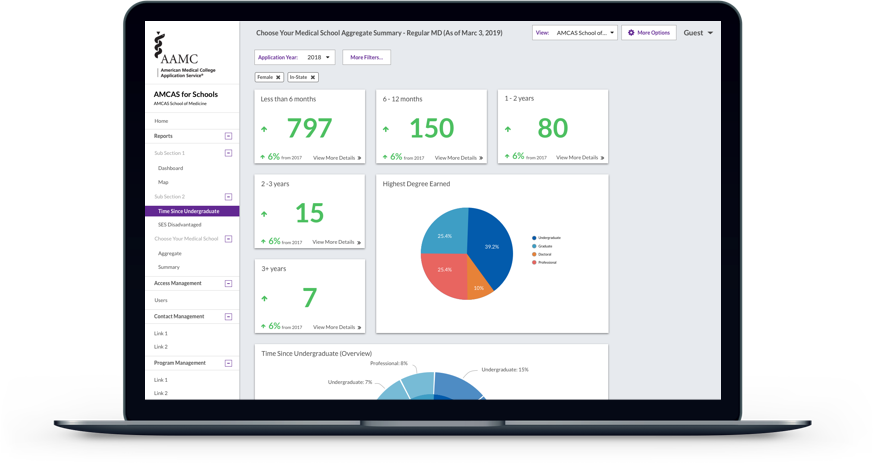 Choose Your Medical School Aggregate Summary - Regular MD (As of Marc 3, 2019)
View: AMCAS School of...
More Options
Guest
AAMC
American Medical College
Application Service®
AMCAS for Schools
AMCAS School of Medicine
Home
Reports
Sub Section 1
Dashboard
Map
Sub Section 2
Time Since Undergraduate
SES Disadvantaged
Choose Your Medical School
Aggregate
Summary
Access Management
Users
Contact Management
Link 1
Link 2
Program Management
Link 1
Link 2
Application Year: 2018
More Filters...
Female
In-State
Less than 6 months
797
6% from 2017
View More Details
6 - 12 months
150
6% from 2017
View More Details
1 - 2 years
80
6% from 2017
View More Details
2 -3 years
15
6% from 2017
View More Details
Highest Degree Earned
25.4%
39.2%
25.4%
10%
Undergraduate
Graduate
Doctoral
Professional
3+ years
7
6% from 2017
View More Details
Time Since Undergraduate (Overview)
Professional: 8%
Undergraduate: 15%
Undergraduate: 7%